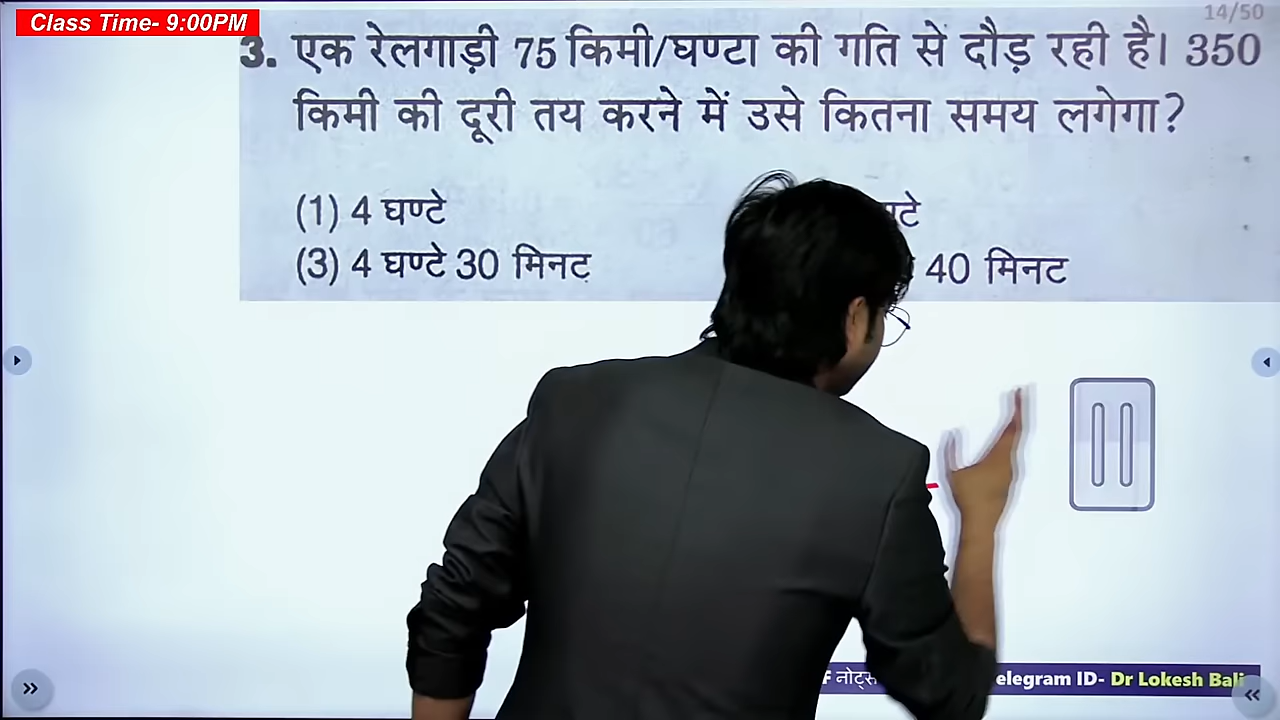 Class Time- 9:00PM
14/50
3. एक रेलगाड़ी 75 किमी/घण्टा की गति से दौड़ रही है। 350
किमी की दूरी तय करने में उसे कितना समय लगेगा?
(1) 4 घण्टे
(3) 4 घण्टे 30 मिनट
40 मिनट
नोट्स
elegram ID- Dr Lokesh Bali